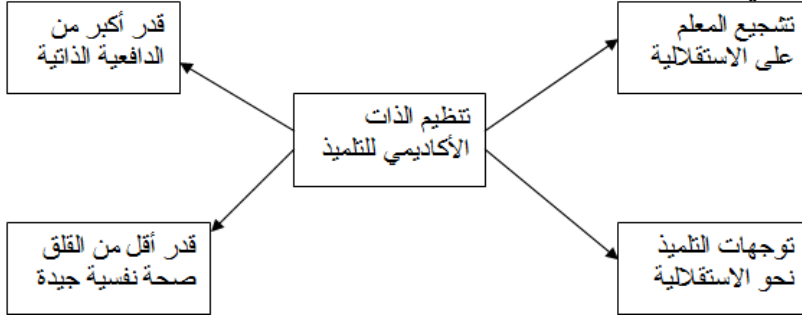 تشجيع المعلم
على الاستقلالية
قدر أكبر من
الدافعية الذاتية
تنظيم الذات
الأكاديمي للتلميذ
توجهات التلميذ
نحو الاستقلالية
قدر أقل من القلق
صحة نفسية جيدة